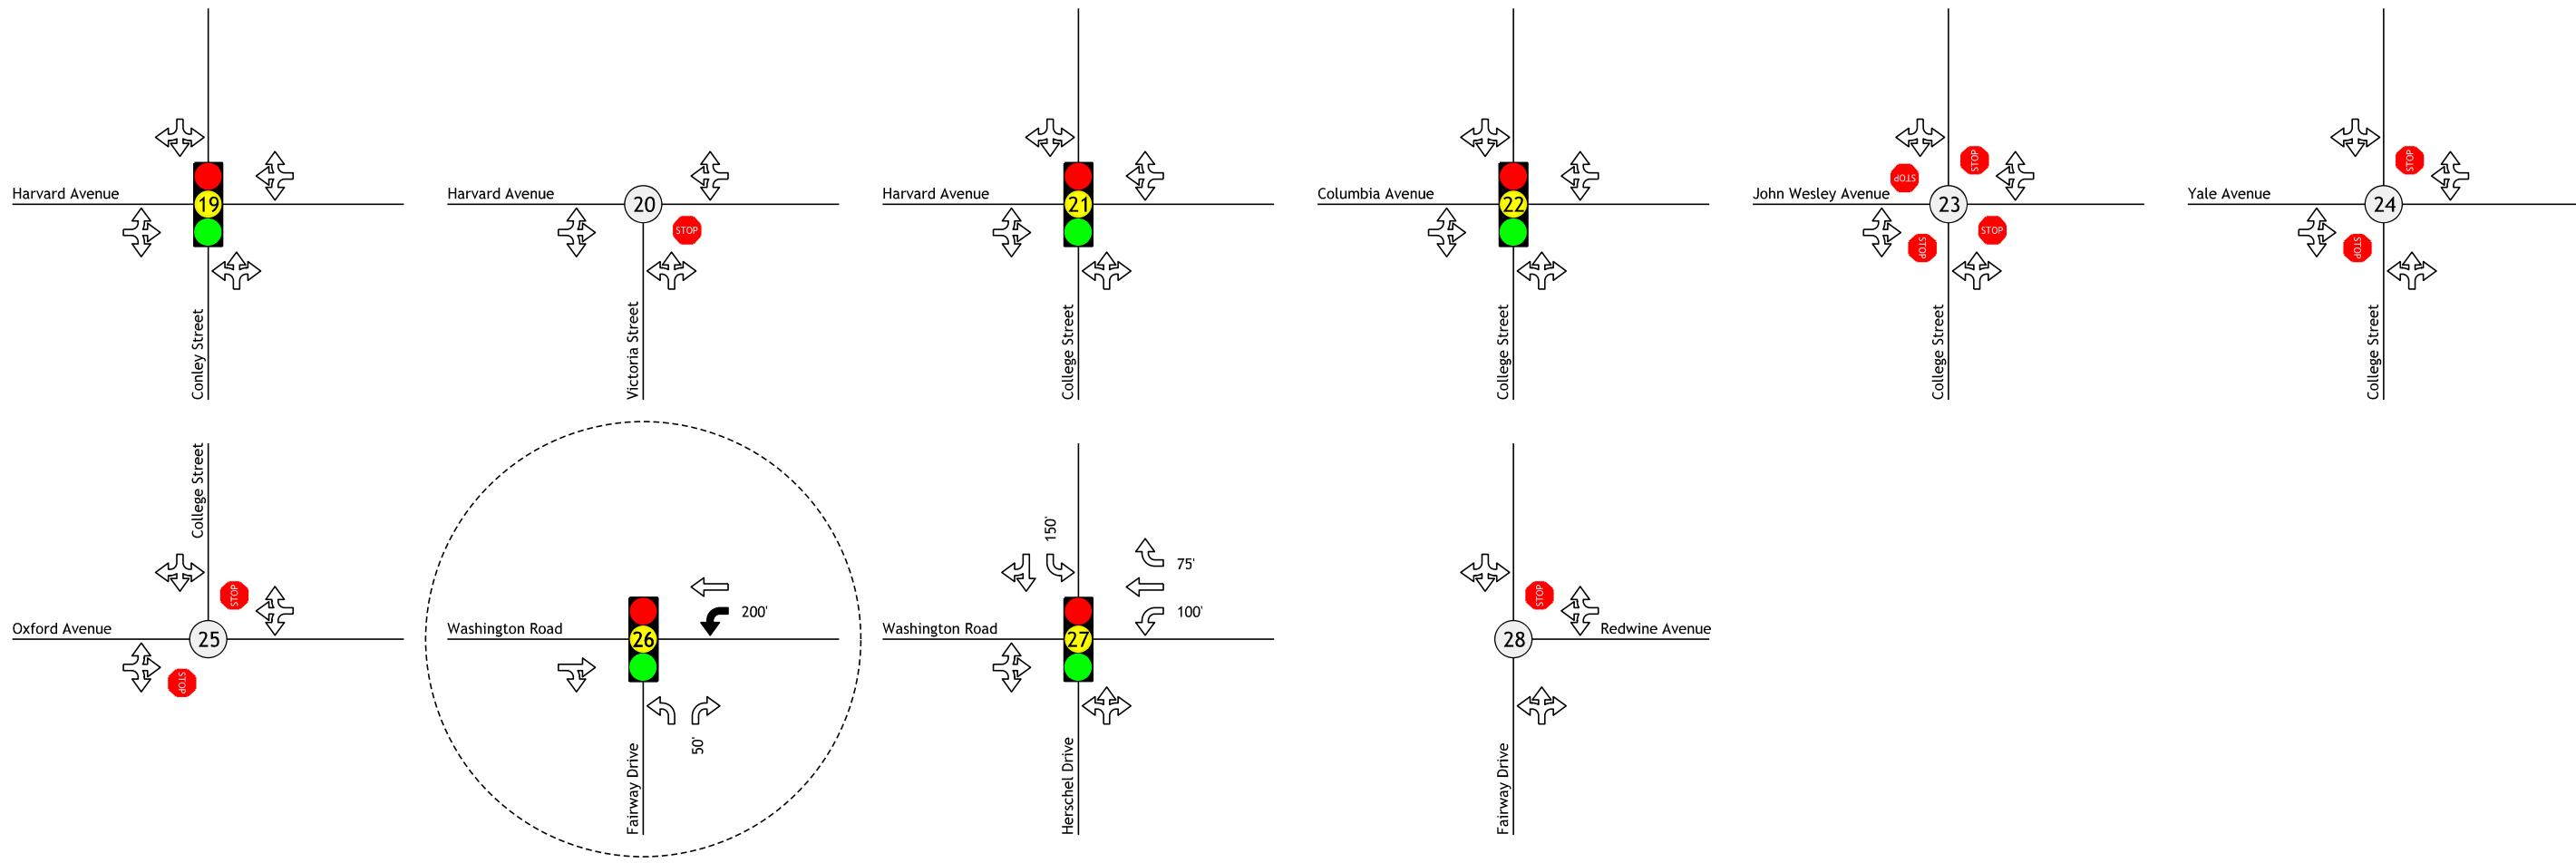 Harvard Avenue
19
Conley Street
Harvard Avenue
20
STOP
Victoria Street
Harvard Avenue
21
College Street
Columbia Avenue
22
College Street
John Wesley Avenue
STOP
STOP
23
STOP
STOP
College Street
Yale Avenue
STOP
24
STOP
College Street
College Street
Oxford Avenue
STOP
25
STOP
Washington Road
200'
26
50'
Fairway Drive
Washington Road
150'
75'
100'
27
Herschel Drive
STOP
28
Redwine Avenue
Fairway Drive